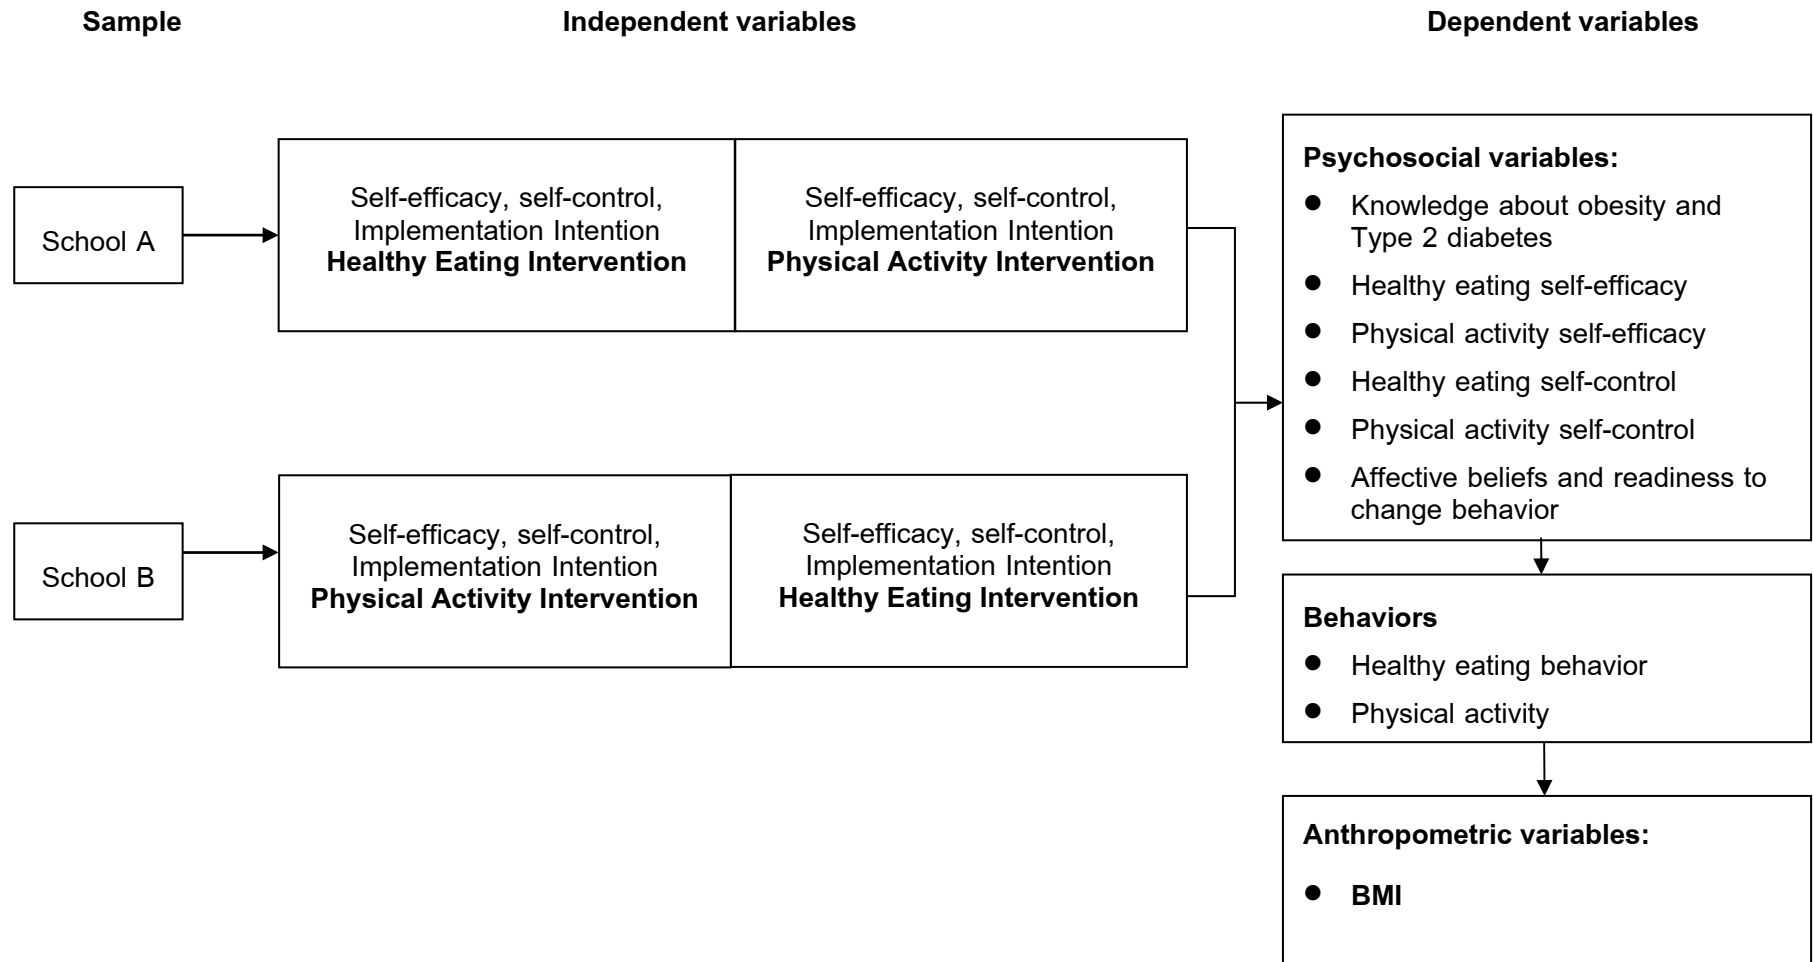 Sample
Independent variables
Dependent variables
School A
Self-efficacy, self-control,
Implementation Intention
Healthy Eating Intervention
Self-efficacy, self-control,
Implementation Intention
Physical Activity Intervention
School B
Self-efficacy, self-control,
Implementation Intention
Physical Activity Intervention
Self-efficacy, self-control,
Implementation Intention
Healthy Eating Intervention
Psychosocial variables:
● Knowledge about obesity and
Type 2 diabetes
● Healthy eating self-efficacy
● Physical activity self-efficacy
● Healthy eating self-control
● Physical activity self-control
● Affective beliefs and readiness to
change behavior
Behaviors
● Healthy eating behavior
● Physical activity
Anthropometric variables:
● BMI